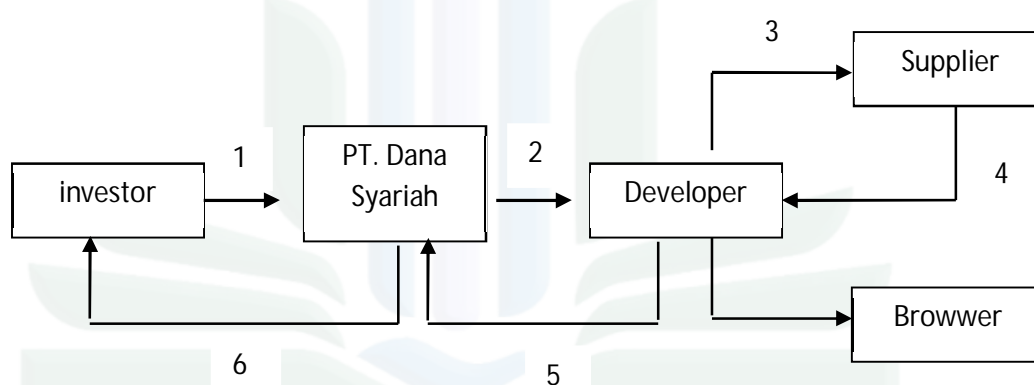 3
Supplier
1
PT. Dana
Syariah
2
investor
Developer
4
Browwer
6
5